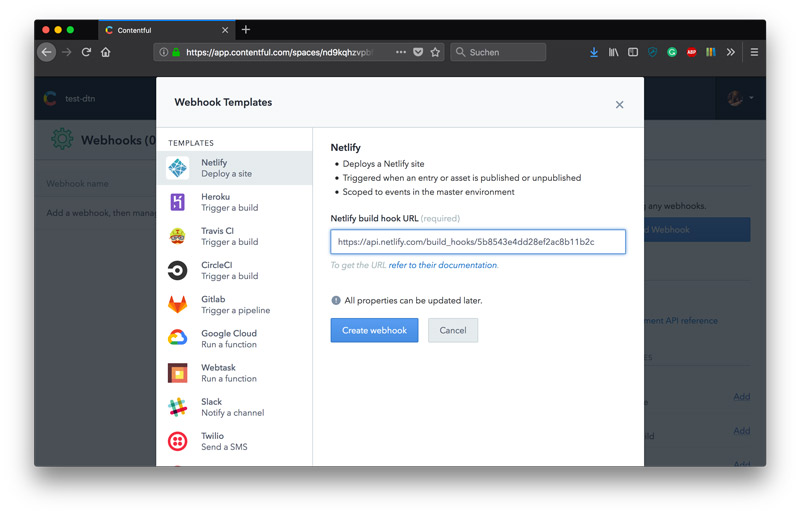 Contentful
https://app.contentful.com/spaces/nd9kqhzvpb
Suchen
ABP
test-dtn
Webhook Templates
Webhooks (0
Webhook name
Add a webhook, then mana
TEMPLATES
Netlify
Deploy a site
Heroku
Trigger a build
Travis CI
Trigger a build
CircleCI
Trigger a build
Gitlab
Trigger a pipeline
Google Cloud
Run a function
Webtask
Run a function
Slack
Notify a channel
Twilio
Send a SMS
Netlify
• Deploys a Netlify site
• Triggered when an entry or asset is published or unpublished
• Scoped to events in the master environment
Netlify build hook URL (required)
https://api.netlify.com/build_hooks/5b8543e4dd28ef2ac8b11b2c
To get the URL refer to their documentation.
All properties can be updated later.
Create webhook
Cancel
ng any webhooks.
d Webhook
ment API reference
ES
e
Add
ild
Add
Add